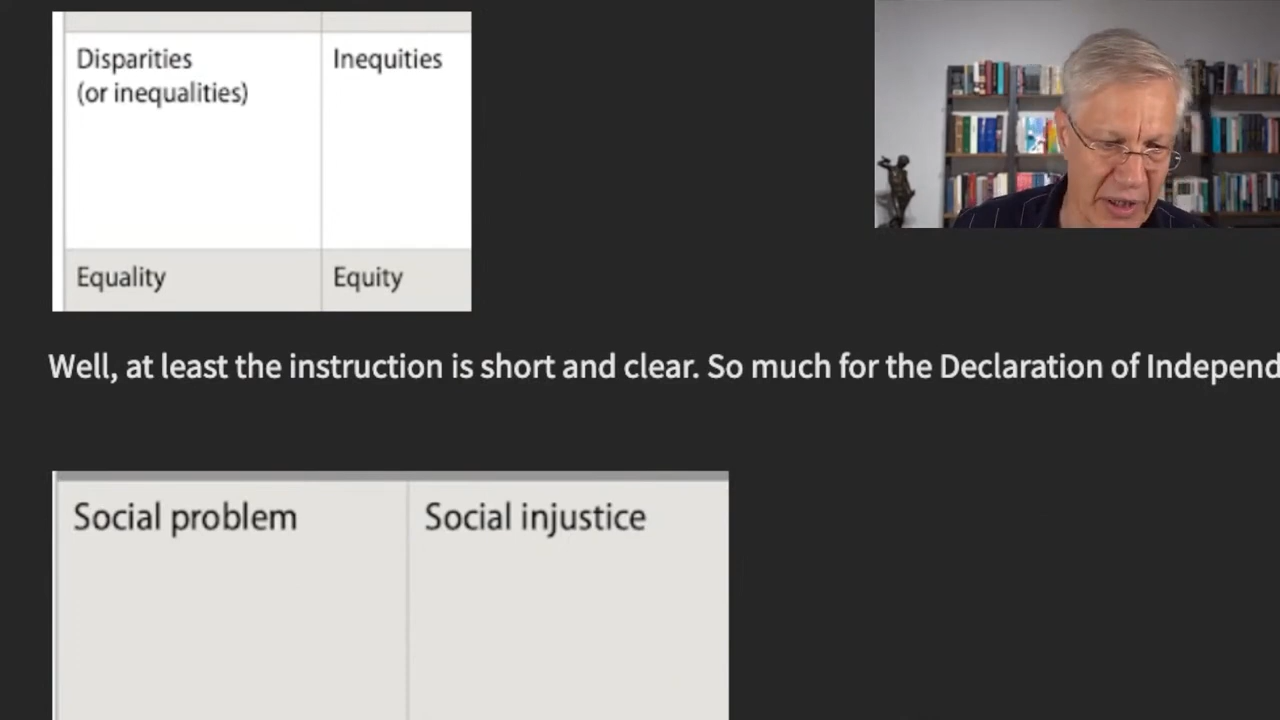 Disparities
(or inequalities)
Inequities
Equality
Equity
Well, at least the instruction is short and clear. So much for the Declaration of Independ
Social problem
Social injustice